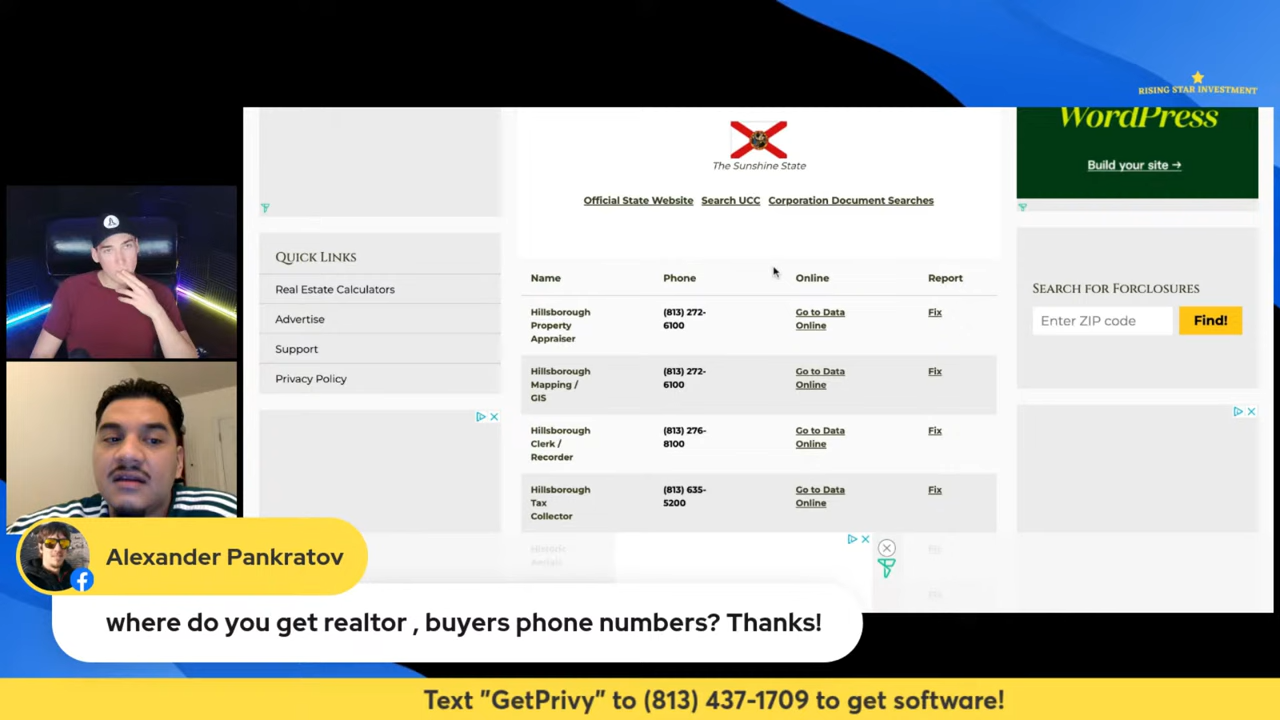 RISING STAR INVESTMENT
WordPress
Build your site →
The Sunshine State
Official State Website Search UCC Corporation Document Searches
QUICK LINKS
Real Estate Calculators
Advertise
Support
Privacy Policy
Name Phone Online Report
Hillsborough Property Appraiser
(813) 272-6100
Go to Data Online
Fix
Hillsborough Mapping / GIS
(813) 272-6100
Go to Data Online
Fix
Hillsborough Clerk / Recorder
(813) 276-8100
Go to Data Online
Fix
Hillsborough Tax Collector
(813) 635-5200
Go to Data Online
Fix
Historic Aerials
Fix
Fix
SEARCH FOR FORCLOSURES
Enter ZIP code Find!
Alexander Pankratov
where do you get realtor , buyers phone numbers? Thanks!
Text "GetPrivy" to (813) 437-1709 to get software!